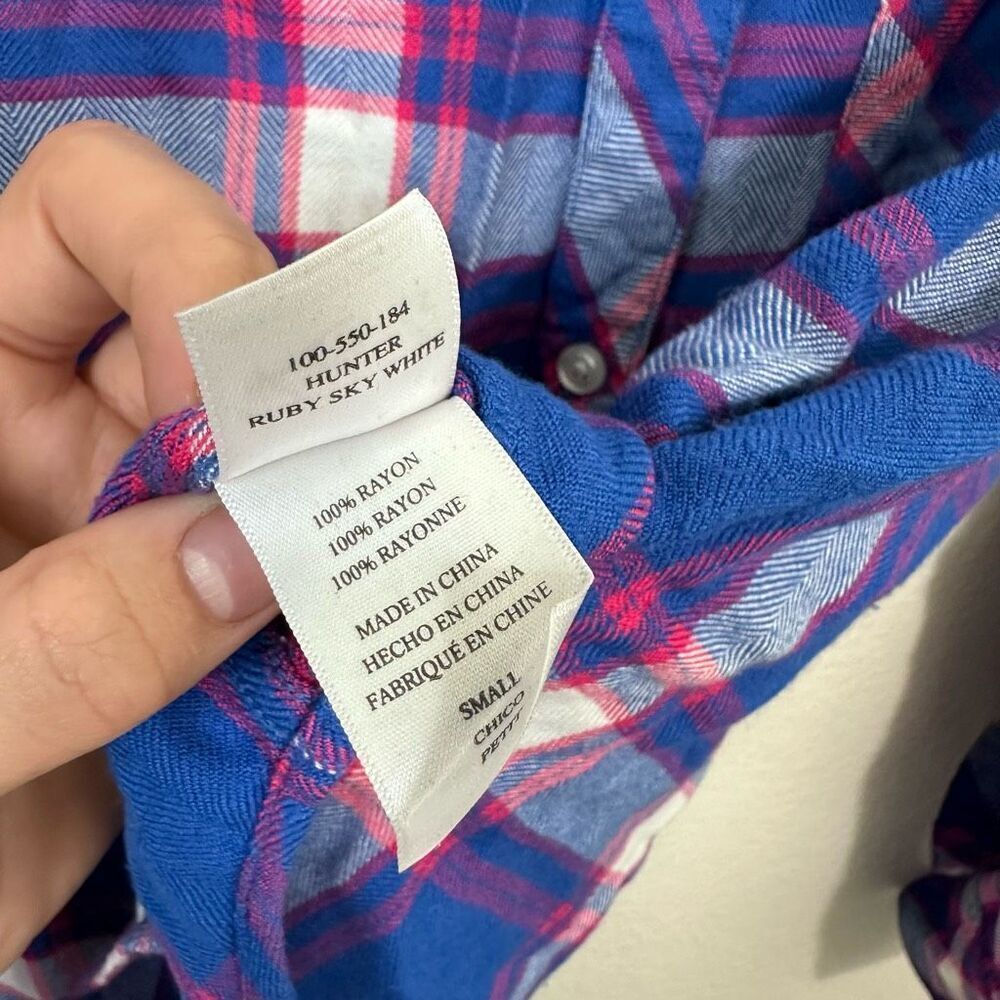 100-550-184
HUNTER
RUBY SKY WHITE
100% RAYON
100% RAYON
100% RAYONNE
MADE IN CHINA
HECHO EN CHINA
FABRIQUÉ EN CHINE
SMALL
CHICO
PETIT